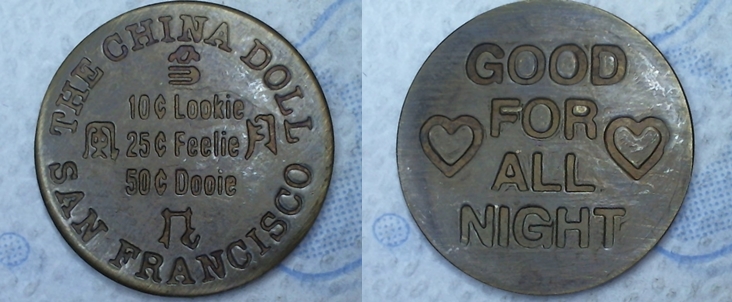 THE CHINA DOLL
10¢ Lookie
25¢ Feelie
50¢ Dooie
SAN FRANCISCO
GOOD
FOR
ALL
NIGHT